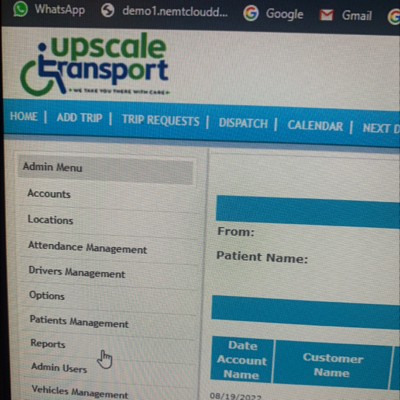 WhatsApp
demo1.nemtcloudd...
Google
Gmail
upscale
transport
WE TAKE YOU THERE WITH CARE
HOME | ADD TRIP | TRIP REQUESTS | DISPATCH | CALENDAR | NEXT D
Admin Menu
Accounts
Locations
Attendance Management
Drivers Management
Options
Patients Management
Reports
Admin Users
Vehicles Management
From:
Patient Name:
Date
Account
Name
Customer
Name
08/19/2022